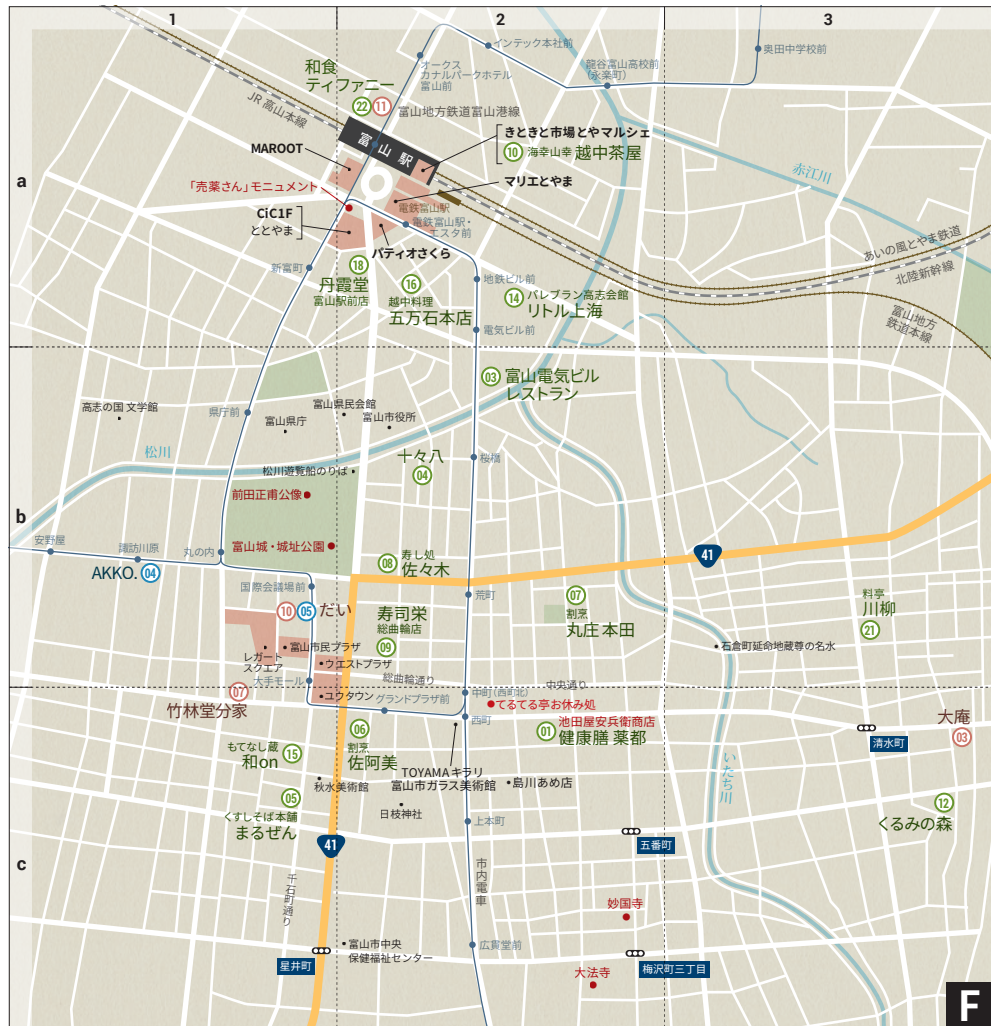 1
2
3
a
b
c
インテック本社前
奥田中学校前
オークス
カナルパークホテル
富山前
龍谷富山高校前
(永楽町)
和食
ティファニー
22
11
富山地方鉄道富山港線
JR 高山本線
富山駅
きときと市場とやマルシェ
10 海幸山幸 越中茶屋
MAROOT
マリエとやま
赤江川
「売薬さん」モニュメント
電鉄富山駅
電鉄富山駅・
エスタ前
CiC1F
ととやま
パティオさくら
あいの風とやま鉄道
北陸新幹線
新富町
18
丹霞堂
富山駅前店
16
越中料理
五万石本店
地鉄ビル前
14 パレブラン高志会館
リトル上海
富山地方
鉄道本線
電気ビル前
03 富山電気ビル
レストラン
高志の国 文学館
県庁前
富山県民会館
富山県庁
富山市役所
松川
松川遊覧船のりば
十々八
04
桜橋
前田正甫公像
富山城・城址公園
安野屋
諏訪川原
丸の内
AKKO. 04
41
08 寿し処
佐々木
国際会議場前
荒町
07
割烹
丸庄 本田
10 05 だい
寿司栄
総曲輪店
09
料亭
川柳
21
富山市民プラザ
レガート
スクエア
ウエストプラザ
石倉町延命地蔵尊の名水
大手モール
総曲輪通り
中央通り
07
竹林堂分家
ユウタウン
グランドプラザ前
中町(西町北)
てるてる亭お休み処
西町
池田屋安兵衛商店
01 健康膳 薬都
大庵
03
清水町
06
割烹
佐阿美
もてなし蔵
和on 15
TOYAMAキラリ
富山市ガラス美術館
秋水美術館
島川あめ店
いたち川
05
くすしそば本舗
まるぜん
日枝神社
12
くるみの森
上本町
五番町
41
市内電車
千石町通り
妙国寺
富山市中央
保健福祉センター
星井町
広貫堂前
梅沢町三丁目
大法寺
F